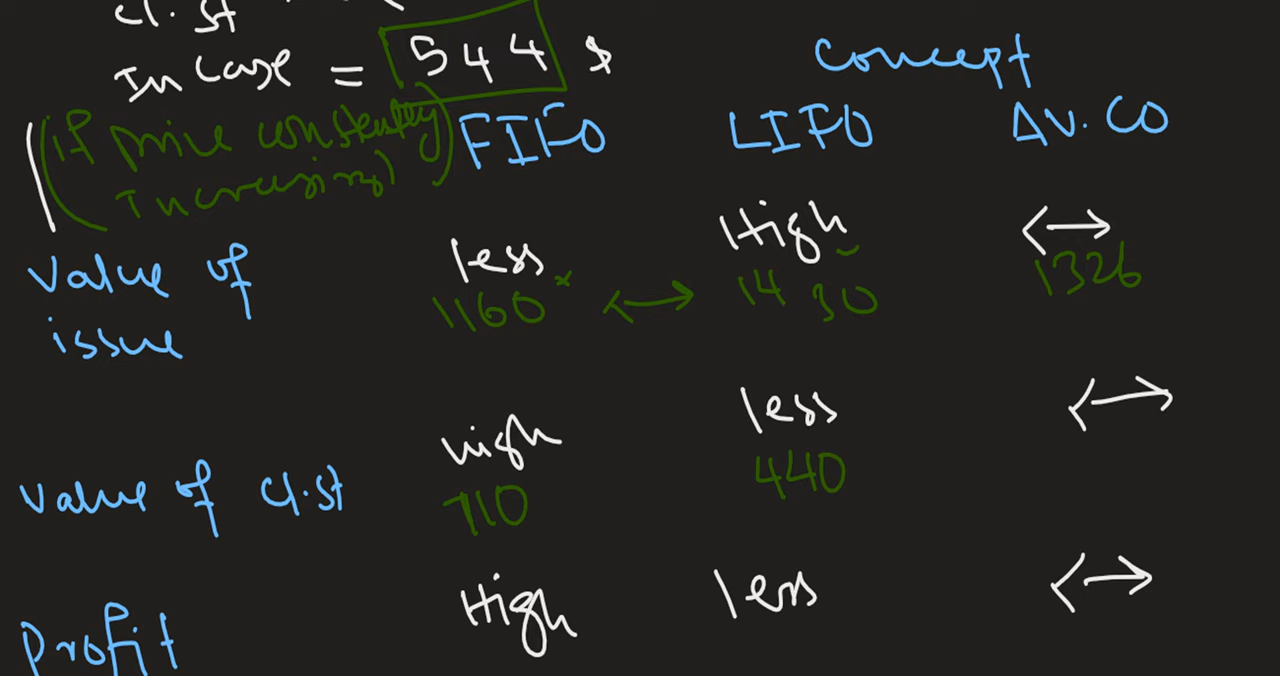 cl. st
In Case = 544 $
Concept
(if price constantly Increasing)
FIFO LIFO AV. CO
Value of issue
less High ↔
1160 × ↔ 1430 1326
Value of cl. st
high less ↔
710 440
Profit
High less ↔